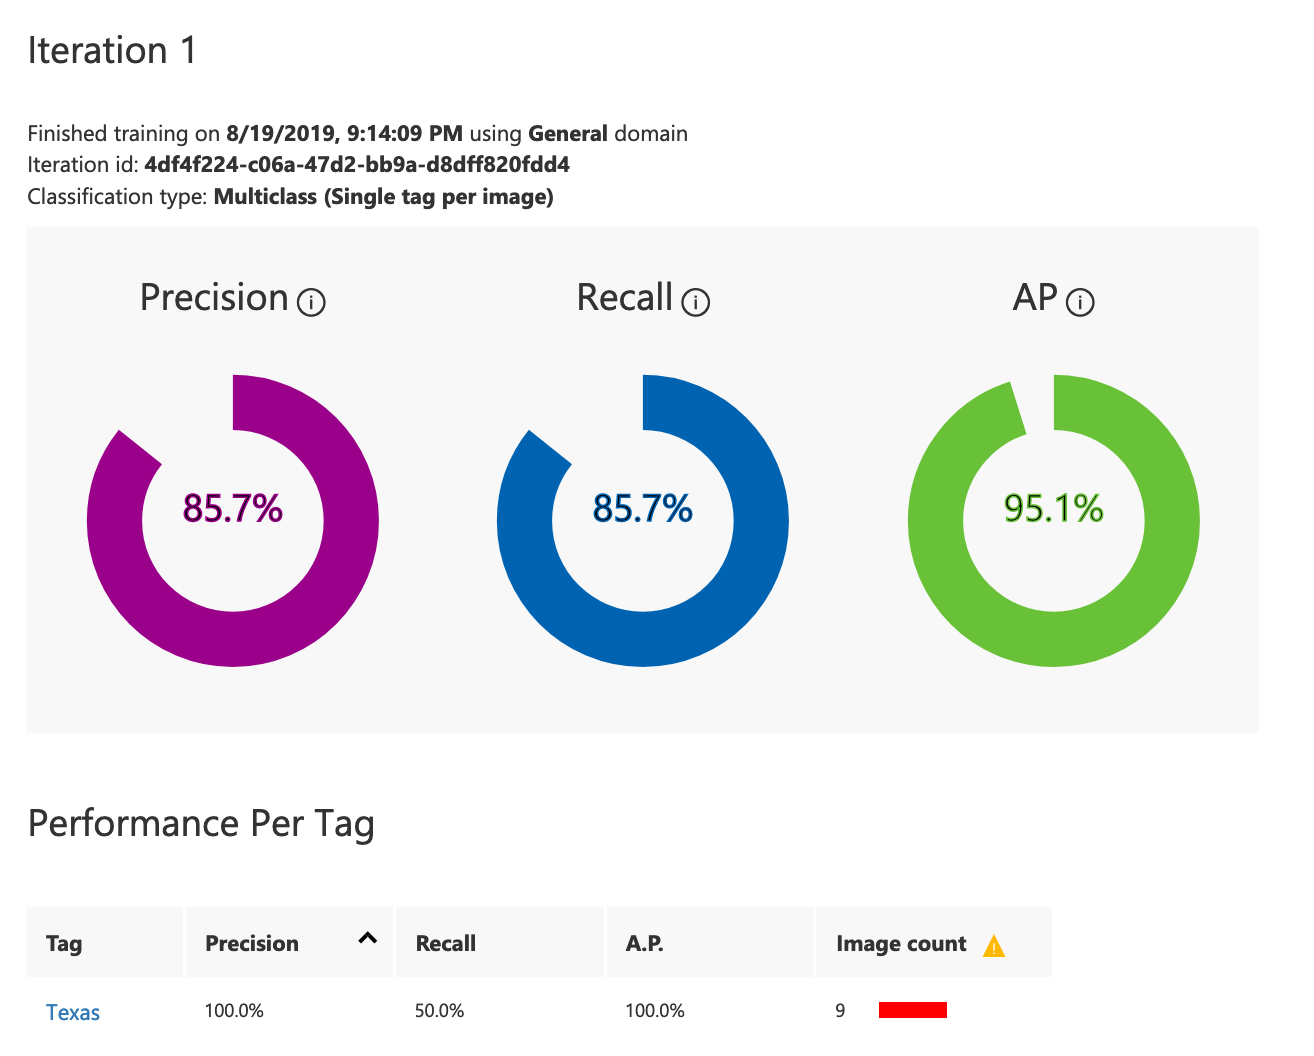 Iteration 1
Finished training on 8/19/2019, 9:14:09 PM using General domain
Iteration id: 4df4f224-c06a-47d2-bb9a-d8dff820fdd4
Classification type: Multiclass (Single tag per image)
Precision Recall AP
85.7% 85.7% 95.1%
Performance Per Tag
Tag Precision Recall A.P. Image count
Texas 100.0% 50.0% 100.0% 9